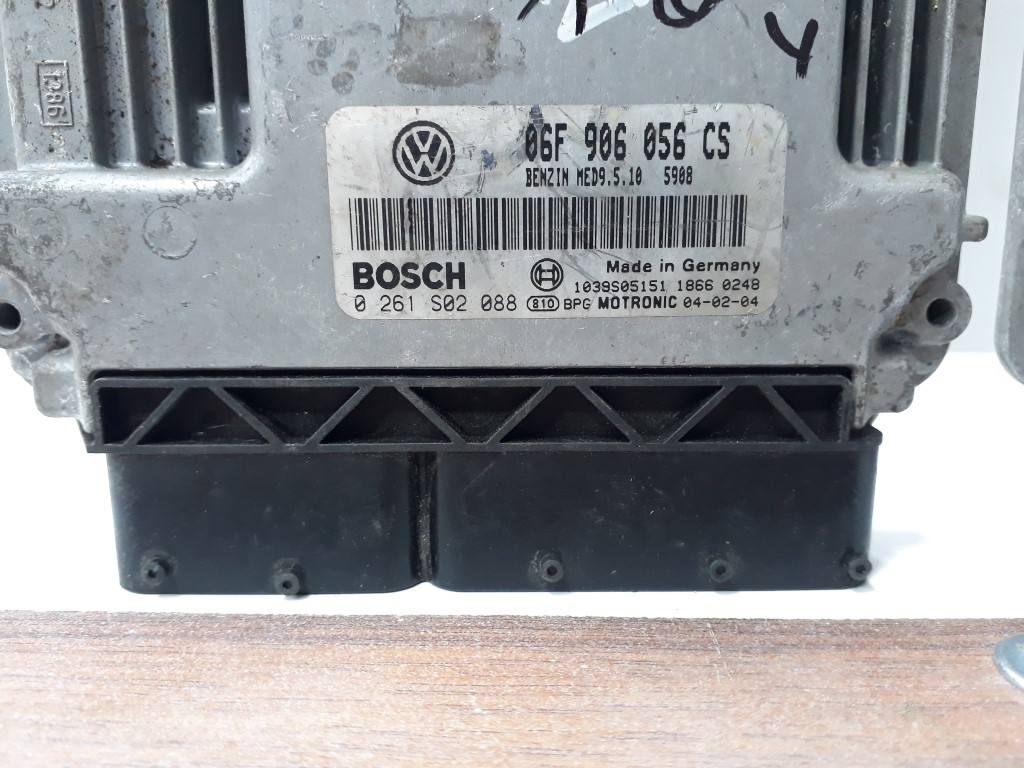 1286
06F 906 056 CS
BENZIN MED9.5.10 5908
BOSCH
Made in Germany
1039S05151 1866 0248
0 261 S02 088 810 BPG MOTRONIC 04-02-04
Y